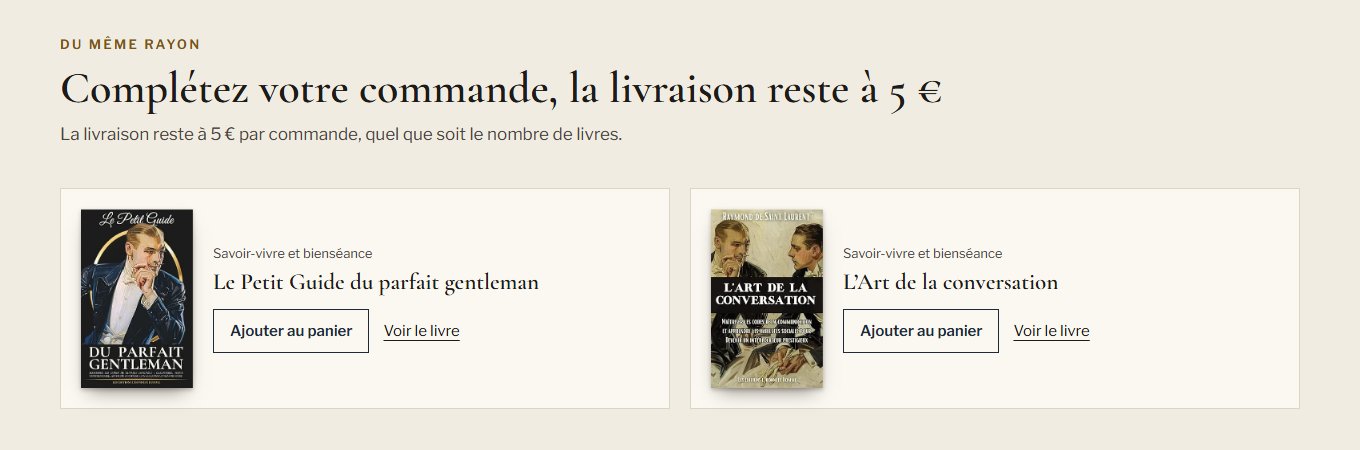 DU MÊME RAYON
Complétez votre commande, la livraison reste à 5 €
La livraison reste à 5 € par commande, quel que soit le nombre de livres.
Le Petit Guide
DU PARFAIT
GENTLEMAN
Savoir-vivre et bienséance
Le Petit Guide du parfait gentleman
Ajouter au panier
Voir le livre
RAYMOND DE SAINT LAURENT
L'ART DE LA
CONVERSATION
Savoir-vivre et bienséance
L’Art de la conversation
Ajouter au panier
Voir le livre